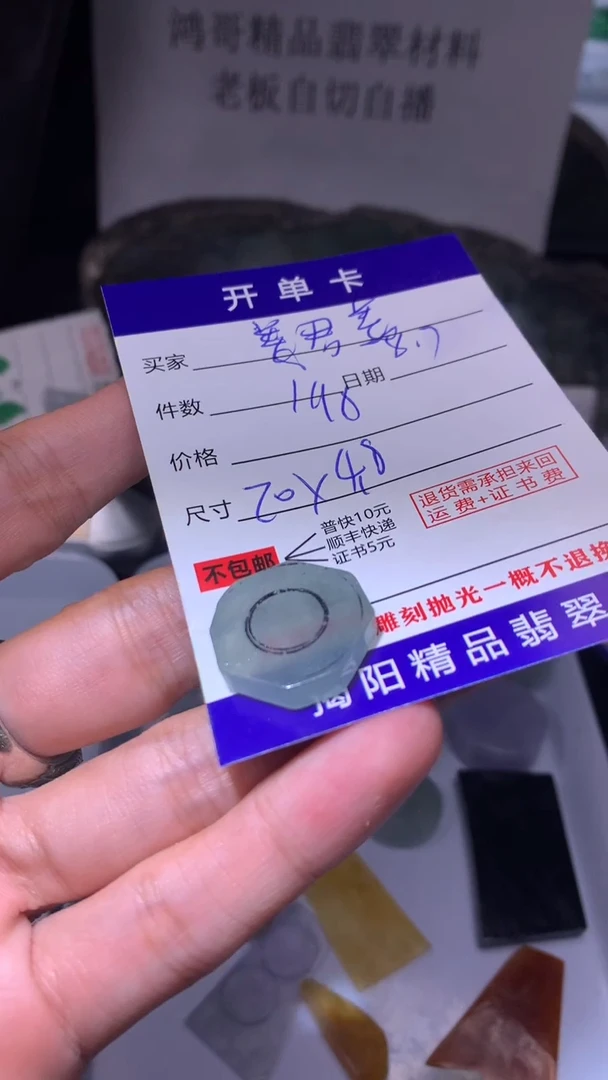 鸿哥精品翡翠材料
老板自切自播
开单卡
买家
8.7
件数
日期
198
价格
尺寸
退货需承担来回
运费+证书费
普快10元
顺丰快递
证书5元
不包邮
雕刻抛光一概不退换
揭阳精品翡翠